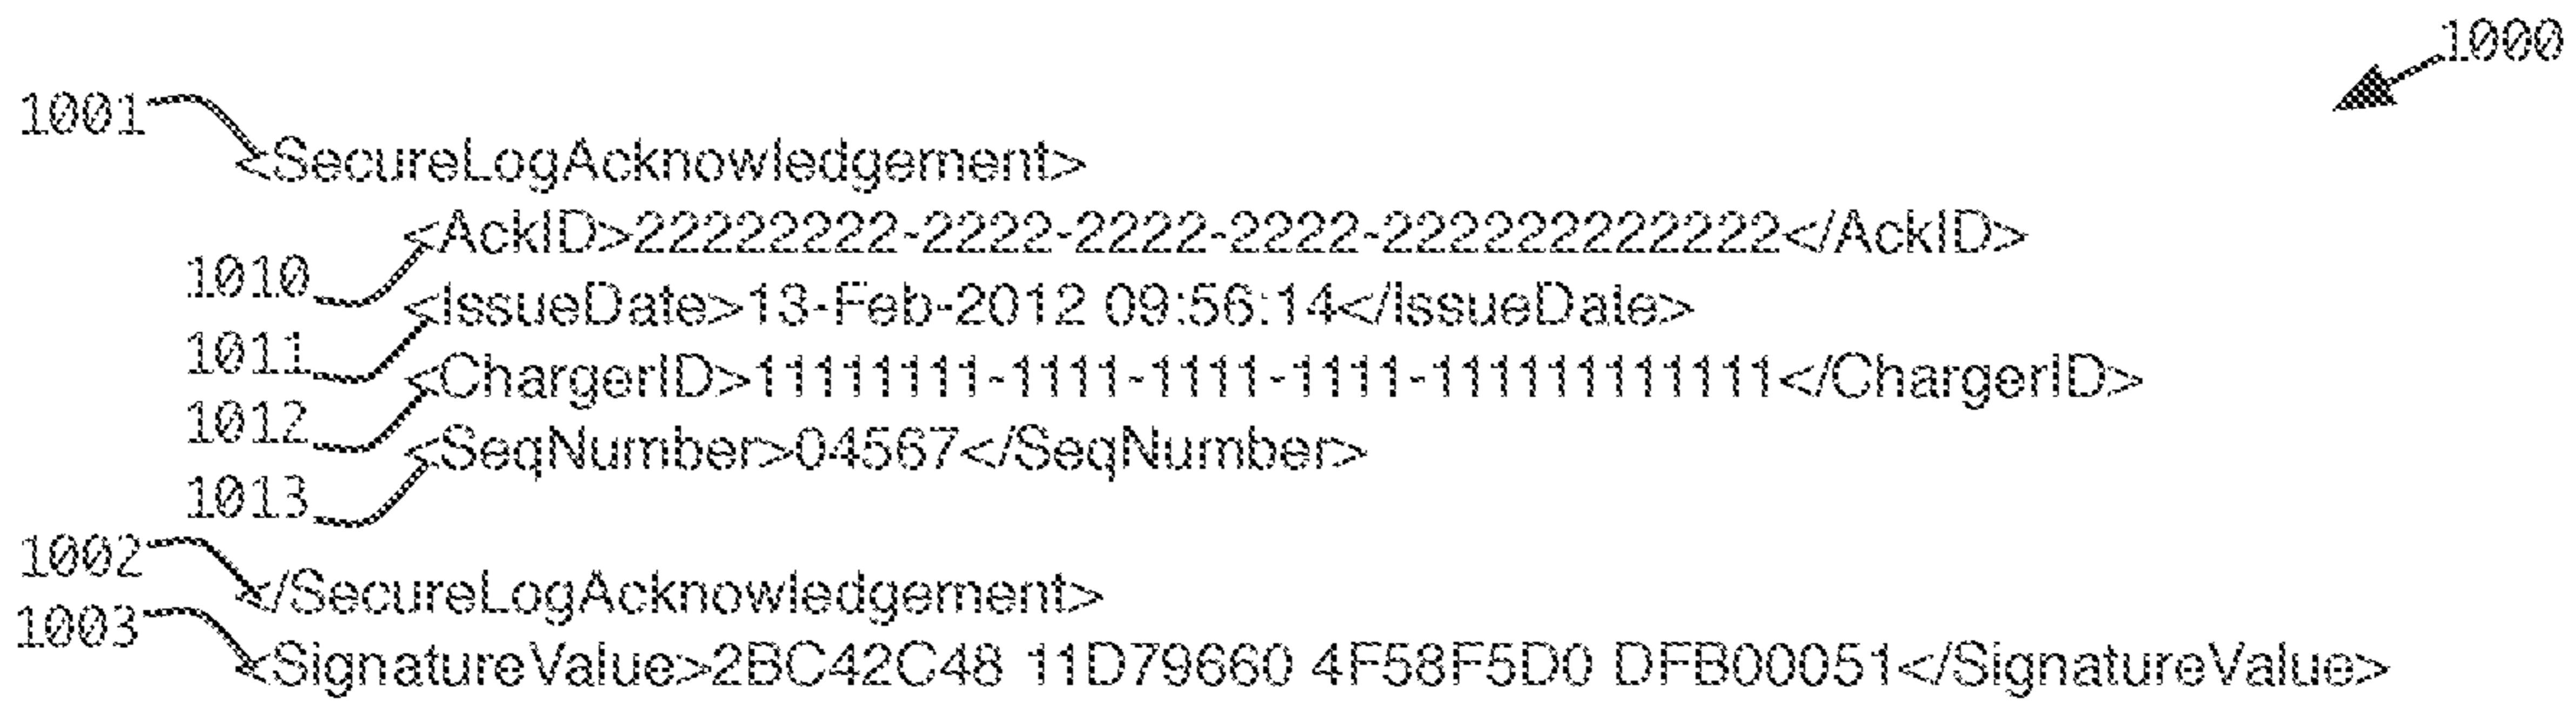 1000
1001
<SecureLogAcknowledgement>
<AckID>22222222-2222-2222-2222-222222222222</AckID>
1010
<IssueDate>13-Feb-2012 09:56:14</IssueDate>
1011
<ChargerID>11111111-1111-1111-1111-111111111111</ChargerID>
1012
<SeqNumber>04567</SeqNumber>
1013
1002
</SecureLogAcknowledgement>
1003
<SignatureValue>2BC42C48 11D79660 4F58F5D0 DFB00051</SignatureValue>